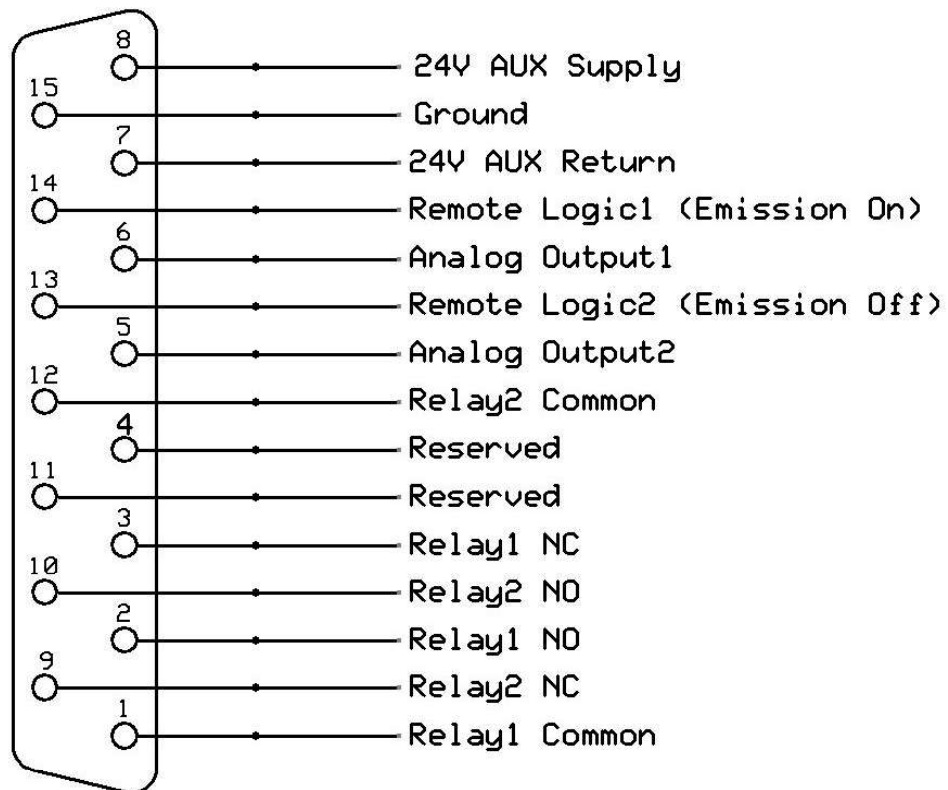 8 24V AUX Supply
15 Ground
7 24V AUX Return
14 Remote Logic1 (Emission On)
6 Analog Output1
13 Remote Logic2 (Emission Off)
5 Analog Output2
12 Relay2 Common
4 Reserved
11 Reserved
3 Relay1 NC
10 Relay2 NO
2 Relay1 NO
9 Relay2 NC
1 Relay1 Common